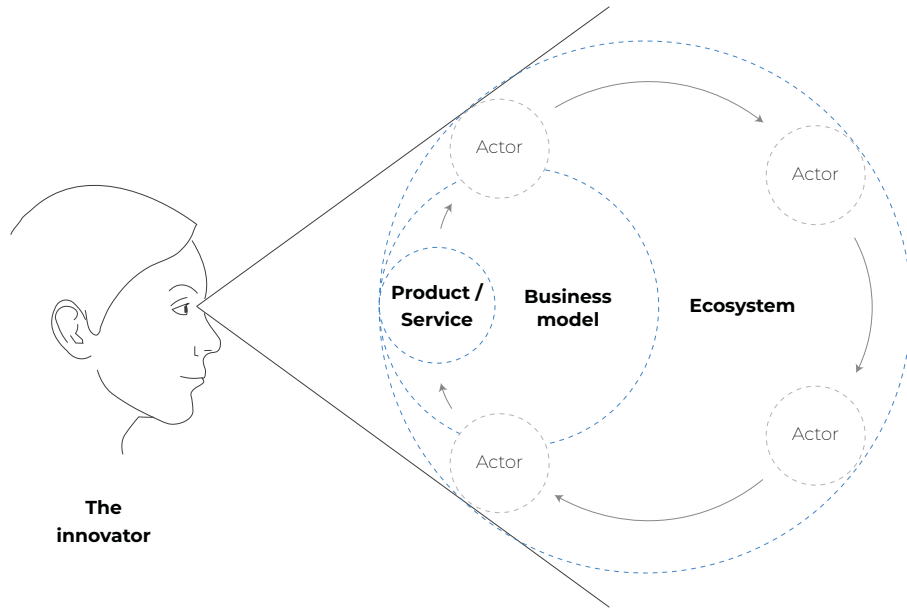 Actor
Actor
Product /
Service
Business
model
Ecosystem
Actor
Actor
The
innovator